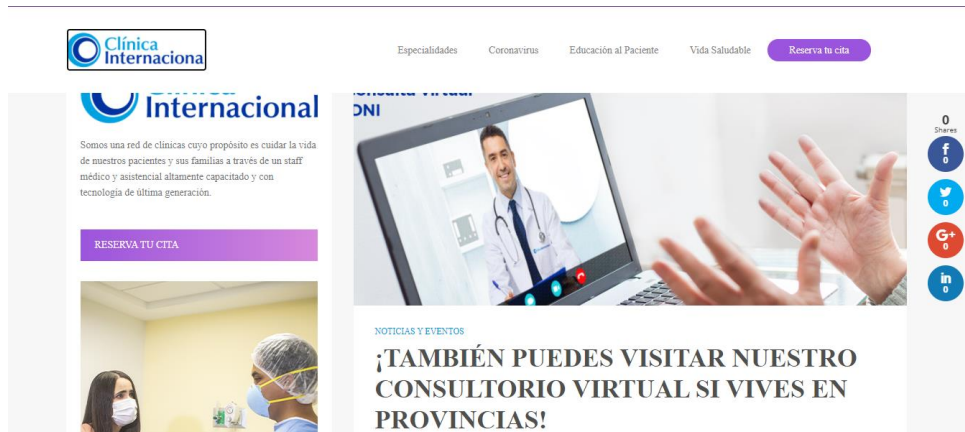 Clínica
Internaciona
Especialidades
Coronavirus
Educación al Paciente
Vida Saludable
Reserva tu cita
Internacional
Somos una red de clínicas cuyo propósito es cuidar la vida
de nuestros pacientes y sus familias a través de un staff
médico y asistencial altamente capacitado y con
tecnología de última generación.
RESERVA TU CITA
Consulta Virtual
NOTICIAS Y EVENTOS
¡TAMBIÉN PUEDES VISITAR NUESTRO
CONSULTORIO VIRTUAL SI VIVES EN
PROVINCIAS!
0
Shares
f
0
0
G+
0
in
0